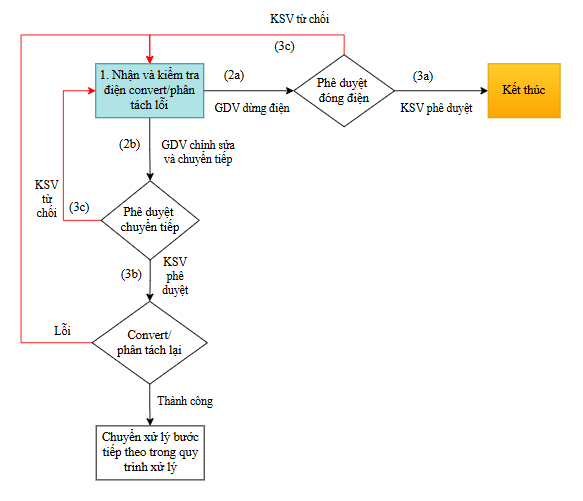 KSV từ chối
(3c)
1. Nhận và kiểm tra
điện convert/phân
tách lỗi
(2a)
GDV dừng điện
Phê duyệt
đóng điện
(3a)
KSV phê duyệt
Kết thúc
(2b)
GDV chỉnh sửa
và chuyển tiếp
KSV
từ
chối
(3c)
Phê duyệt
chuyển tiếp
(3b)
KSV
phê
duyệt
Lỗi
Convert/
phân tách lại
Thành công
Chuyển xử lý bước
tiếp theo trong quy
trình xử lý